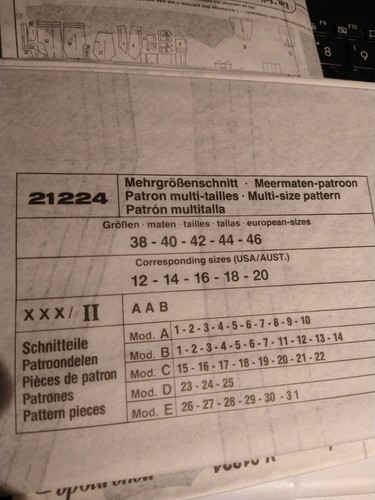 F9
F10
8
9
21224
Mehrgrößenschnitt · Meermaten-patroon
Patron multi-tailles · Multi-size pattern
Patrón multitalla
Größen · maten · tailles · tallas · european-sizes
38 - 40 - 42 - 44 - 46
Corresponding sizes (USA/AUST.)
12 - 14 - 16 - 18 - 20
XXX/ II
A A B
Schnitteile
Patroondelen
Pièces de patron
Patrones
Pattern pieces
Mod. A 1 - 2 - 3 - 4 - 5 - 6 - 7 - 8 - 9 - 10
Mod. B 1 - 2 - 3 - 4 - 5 - 6 - 7 - 11 - 12 - 13 - 14
Mod. C 15 - 16 - 17 - 18 - 19 - 20 - 21 - 22
Mod. D 23 - 24 - 25
Mod. E 26 - 27 - 28 - 29 - 30 - 31